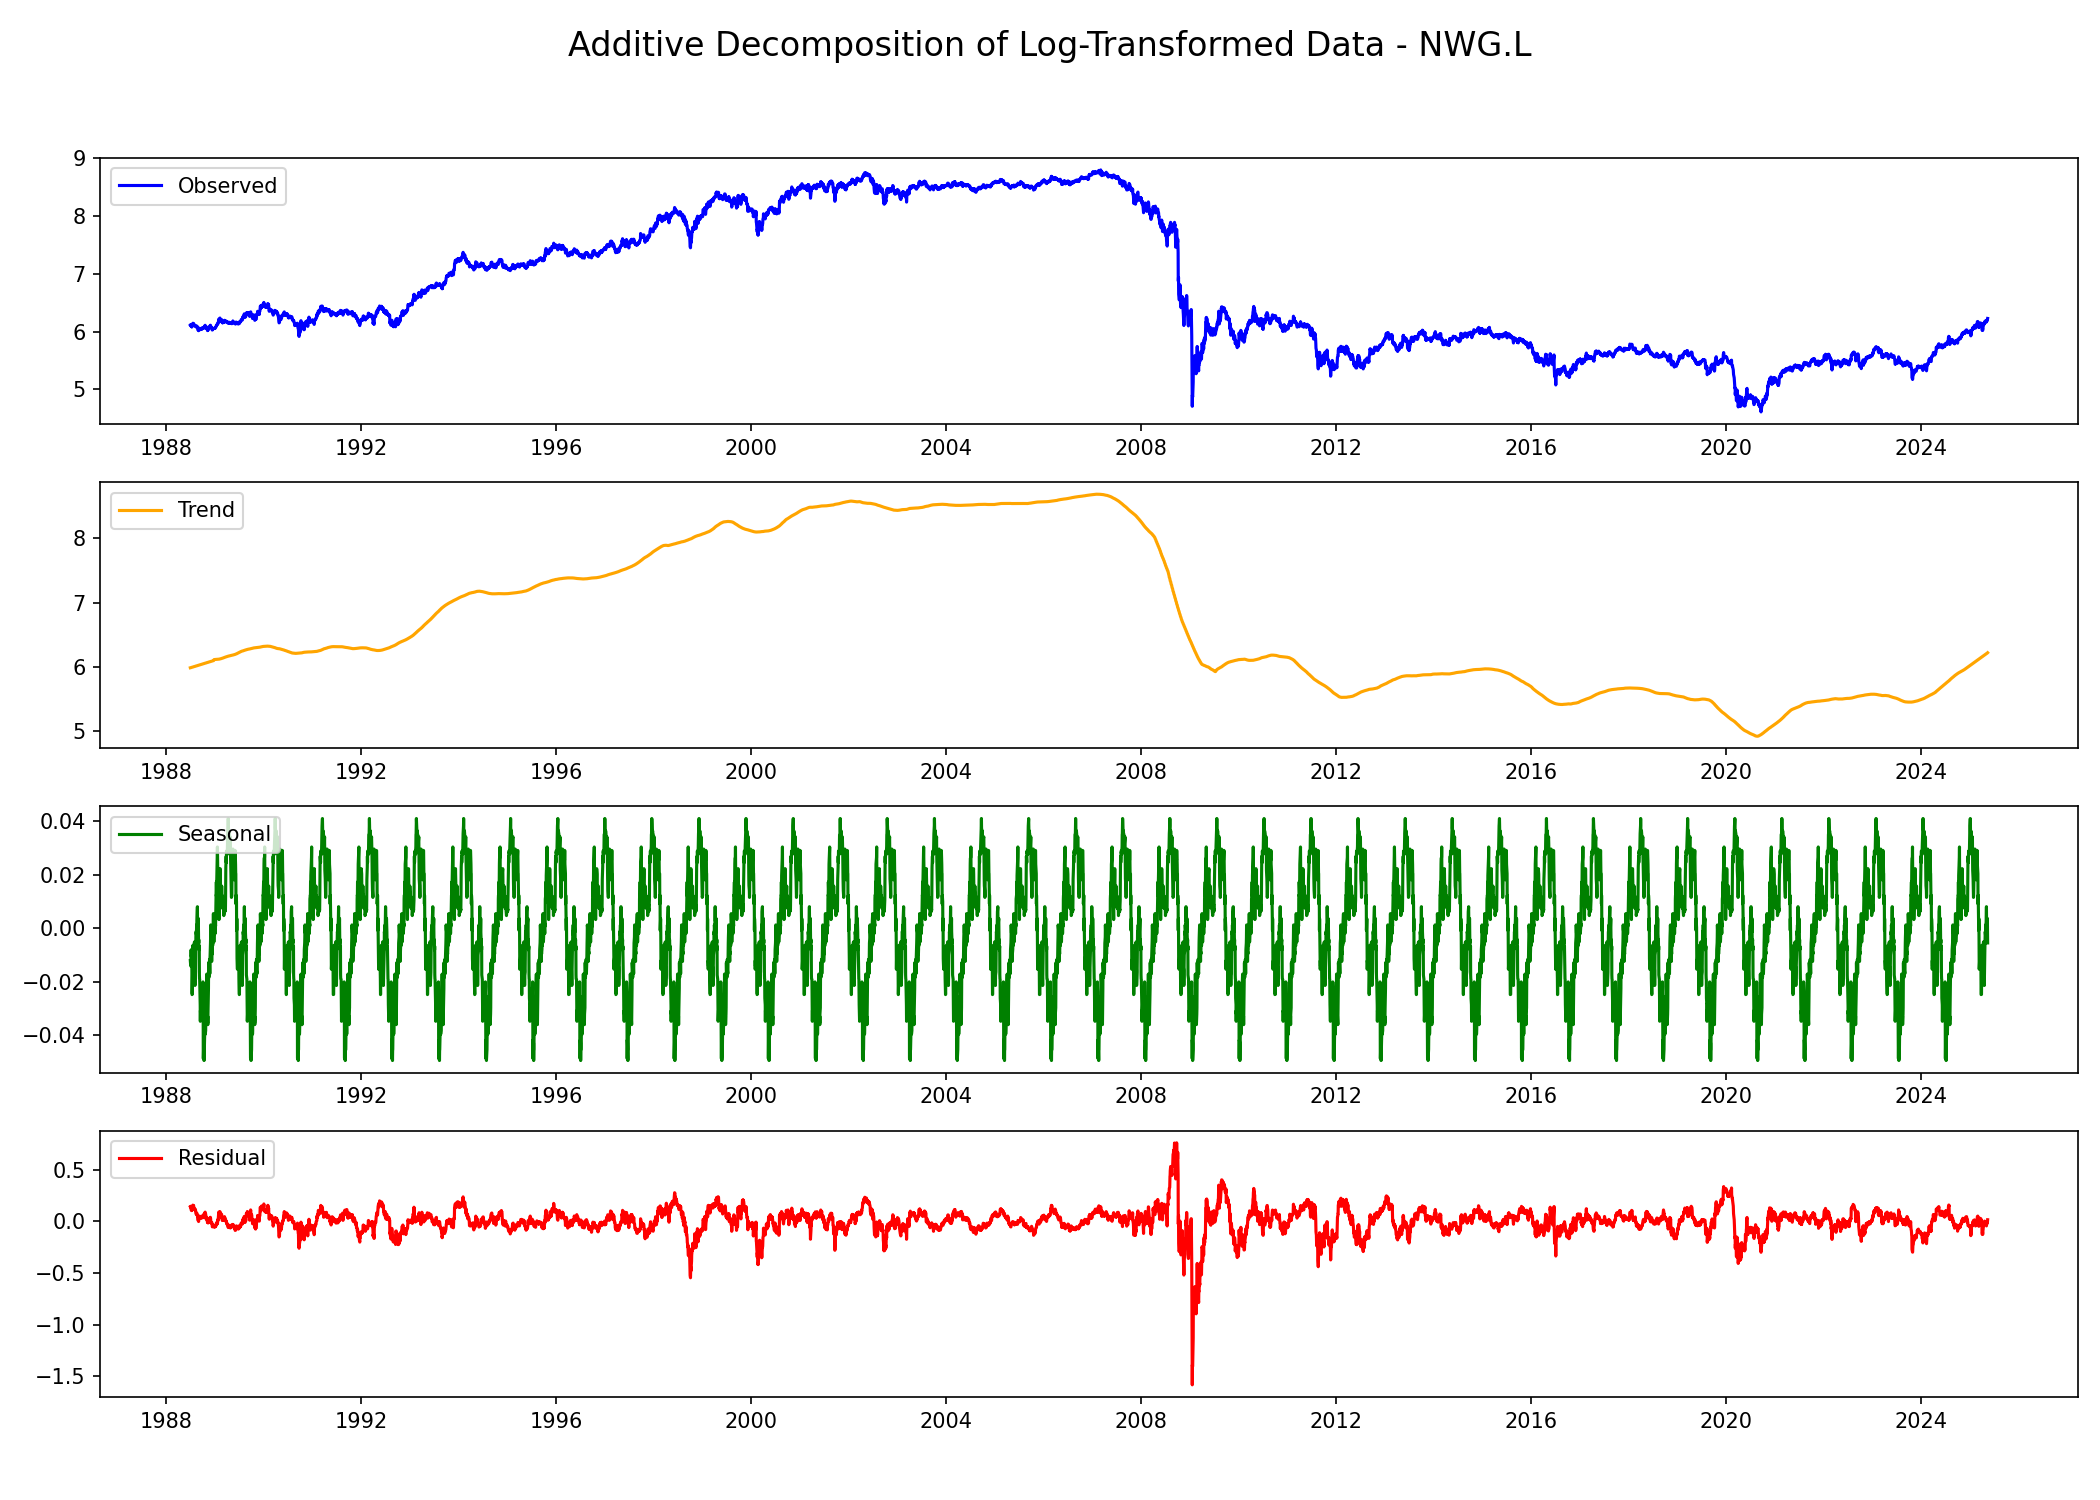 Additive Decomposition of Log-Transformed Data - NWG.L
9
8
7
6
5
Observed
1988 1992 1996 2000 2004 2008 2012 2016 2020 2024
8
7
6
5
Trend
1988 1992 1996 2000 2004 2008 2012 2016 2020 2024
0.04
0.02
0.00
−0.02
−0.04
Seasonal
1988 1992 1996 2000 2004 2008 2012 2016 2020 2024
0.5
0.0
−0.5
−1.0
−1.5
Residual
1988 1992 1996 2000 2004 2008 2012 2016 2020 2024